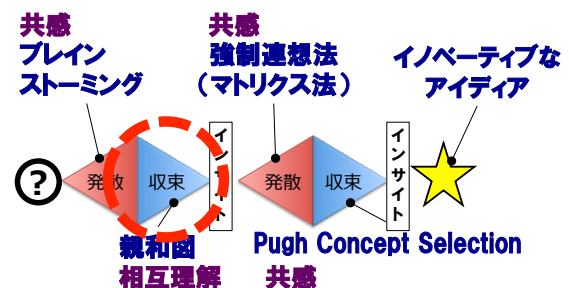 共感
ブレイン
ストーミング
共感
強制連想法
（マトリクス法）
イノベーティブな
アイディア
?
発散
収束
インサイト
発散
収束
インサイト
親和図
相互理解
Pugh Concept Selection
共感